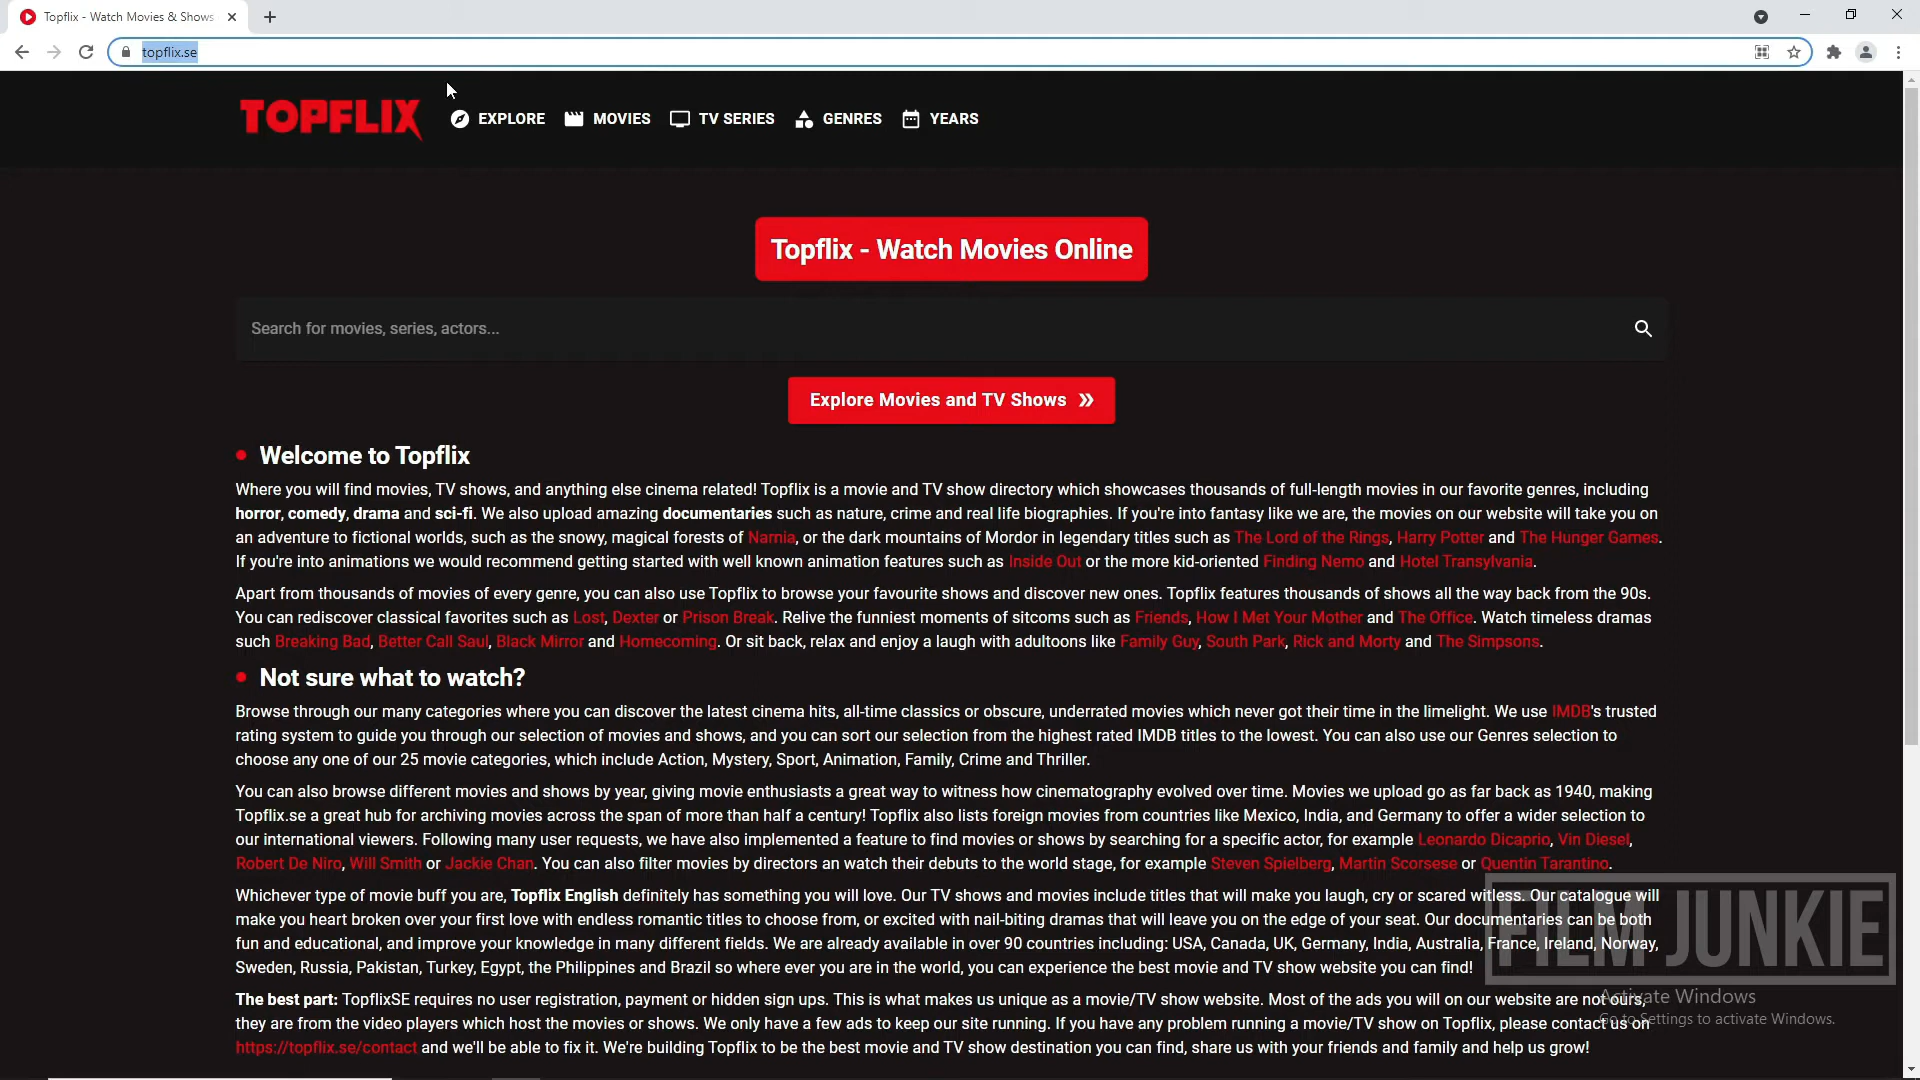 Topflix - Watch Movies & Shows
topflix.se
TOPFLIX
EXPLORE
MOVIES
TV SERIES
GENRES
YEARS
Topflix - Watch Movies Online
Search for movies, series, actors...
Explore Movies and TV Shows
Welcome to Topflix
Where you will find movies, TV shows, and anything else cinema related! Topflix is a movie and TV show directory which showcases thousands of full-length movies in our favorite genres, including
horror, comedy, drama and sci-fi. We also upload amazing documentaries such as nature, crime and real life biographies. If you're into fantasy like we are, the movies on our website will take you on
an adventure to fictional worlds, such as the snowy, magical forests of Narnia, or the dark mountains of Mordor in legendary titles such as The Lord of the Rings, Harry Potter and The Hunger Games.
If you're into animations we would recommend getting started with well known animation features such as Inside Out or the more kid-oriented Finding Nemo and Hotel Transylvania.
Apart from thousands of movies of every genre, you can also use Topflix to browse your favourite shows and discover new ones. Topflix features thousands of shows all the way back from the 90s.
You can rediscover classical favorites such as Lost, Dexter or Prison Break. Relive the funniest moments of sitcoms such as Friends, How I Met Your Mother and The Office. Watch timeless dramas
such Breaking Bad, Better Call Saul, Black Mirror and Homecoming. Or sit back, relax and enjoy a laugh with adultoons like Family Guy, South Park, Rick and Morty and The Simpsons.
Not sure what to watch?
Browse through our many categories where you can discover the latest cinema hits, all-time classics or obscure, underrated movies which never got their time in the limelight. We use IMDB's trusted
rating system to guide you through our selection of movies and shows, and you can sort our selection from the highest rated IMDB titles to the lowest. You can also use our Genres selection to
choose any one of our 25 movie categories, which include Action, Mystery, Sport, Animation, Family, Crime and Thriller.
You can also browse different movies and shows by year, giving movie enthusiasts a great way to witness how cinematography evolved over time. Movies we upload go as far back as 1940, making
Topflix.se a great hub for archiving movies across the span of more than half a century! Topflix also lists foreign movies from countries like Mexico, India, and Germany to offer a wider selection to
our international viewers. Following many user requests, we have also implemented a feature to find movies or shows by searching for a specific actor, for example Leonardo Dicaprio, Vin Diesel,
Robert De Niro, Will Smith or Jackie Chan. You can also filter movies by directors an watch their debuts to the world stage, for example Steven Spielberg, Martin Scorsese or Quentin Tarantino.
Whichever type of movie buff you are, Topflix English definitely has something you will love. Our TV shows and movies include titles that will make you laugh, cry or scared witless. Our catalogue will
make you heart broken over your first love with endless romantic titles to choose from, or excited with nail-biting dramas that will leave you on the edge of your seat. Our documentaries can be both
fun and educational, and improve your knowledge in many different fields. We are already available in over 90 countries including: USA, Canada, UK, Germany, India, Australia, France, Ireland, Norway,
Sweden, Russia, Pakistan, Turkey, Egypt, the Philippines and Brazil so where ever you are in the world, you can experience the best movie and TV show website you can find!
FILM JUNKIE
The best part: TopflixSE requires no user registration, payment or hidden sign ups. This is what makes us unique as a movie/TV show website. Most of the ads you will on our website are not ours,
they are from the video players which host the movies or shows. We only have a few ads to keep our site running. If you have any problem running a movie/TV show on Topflix, please contact us on
https://topflix.se/contact and we'll be able to fix it. We're building Topflix to be the best movie and TV show destination you can find, share us with your friends and family and help us grow!
Activate Windows
Go to Settings to activate Windows.